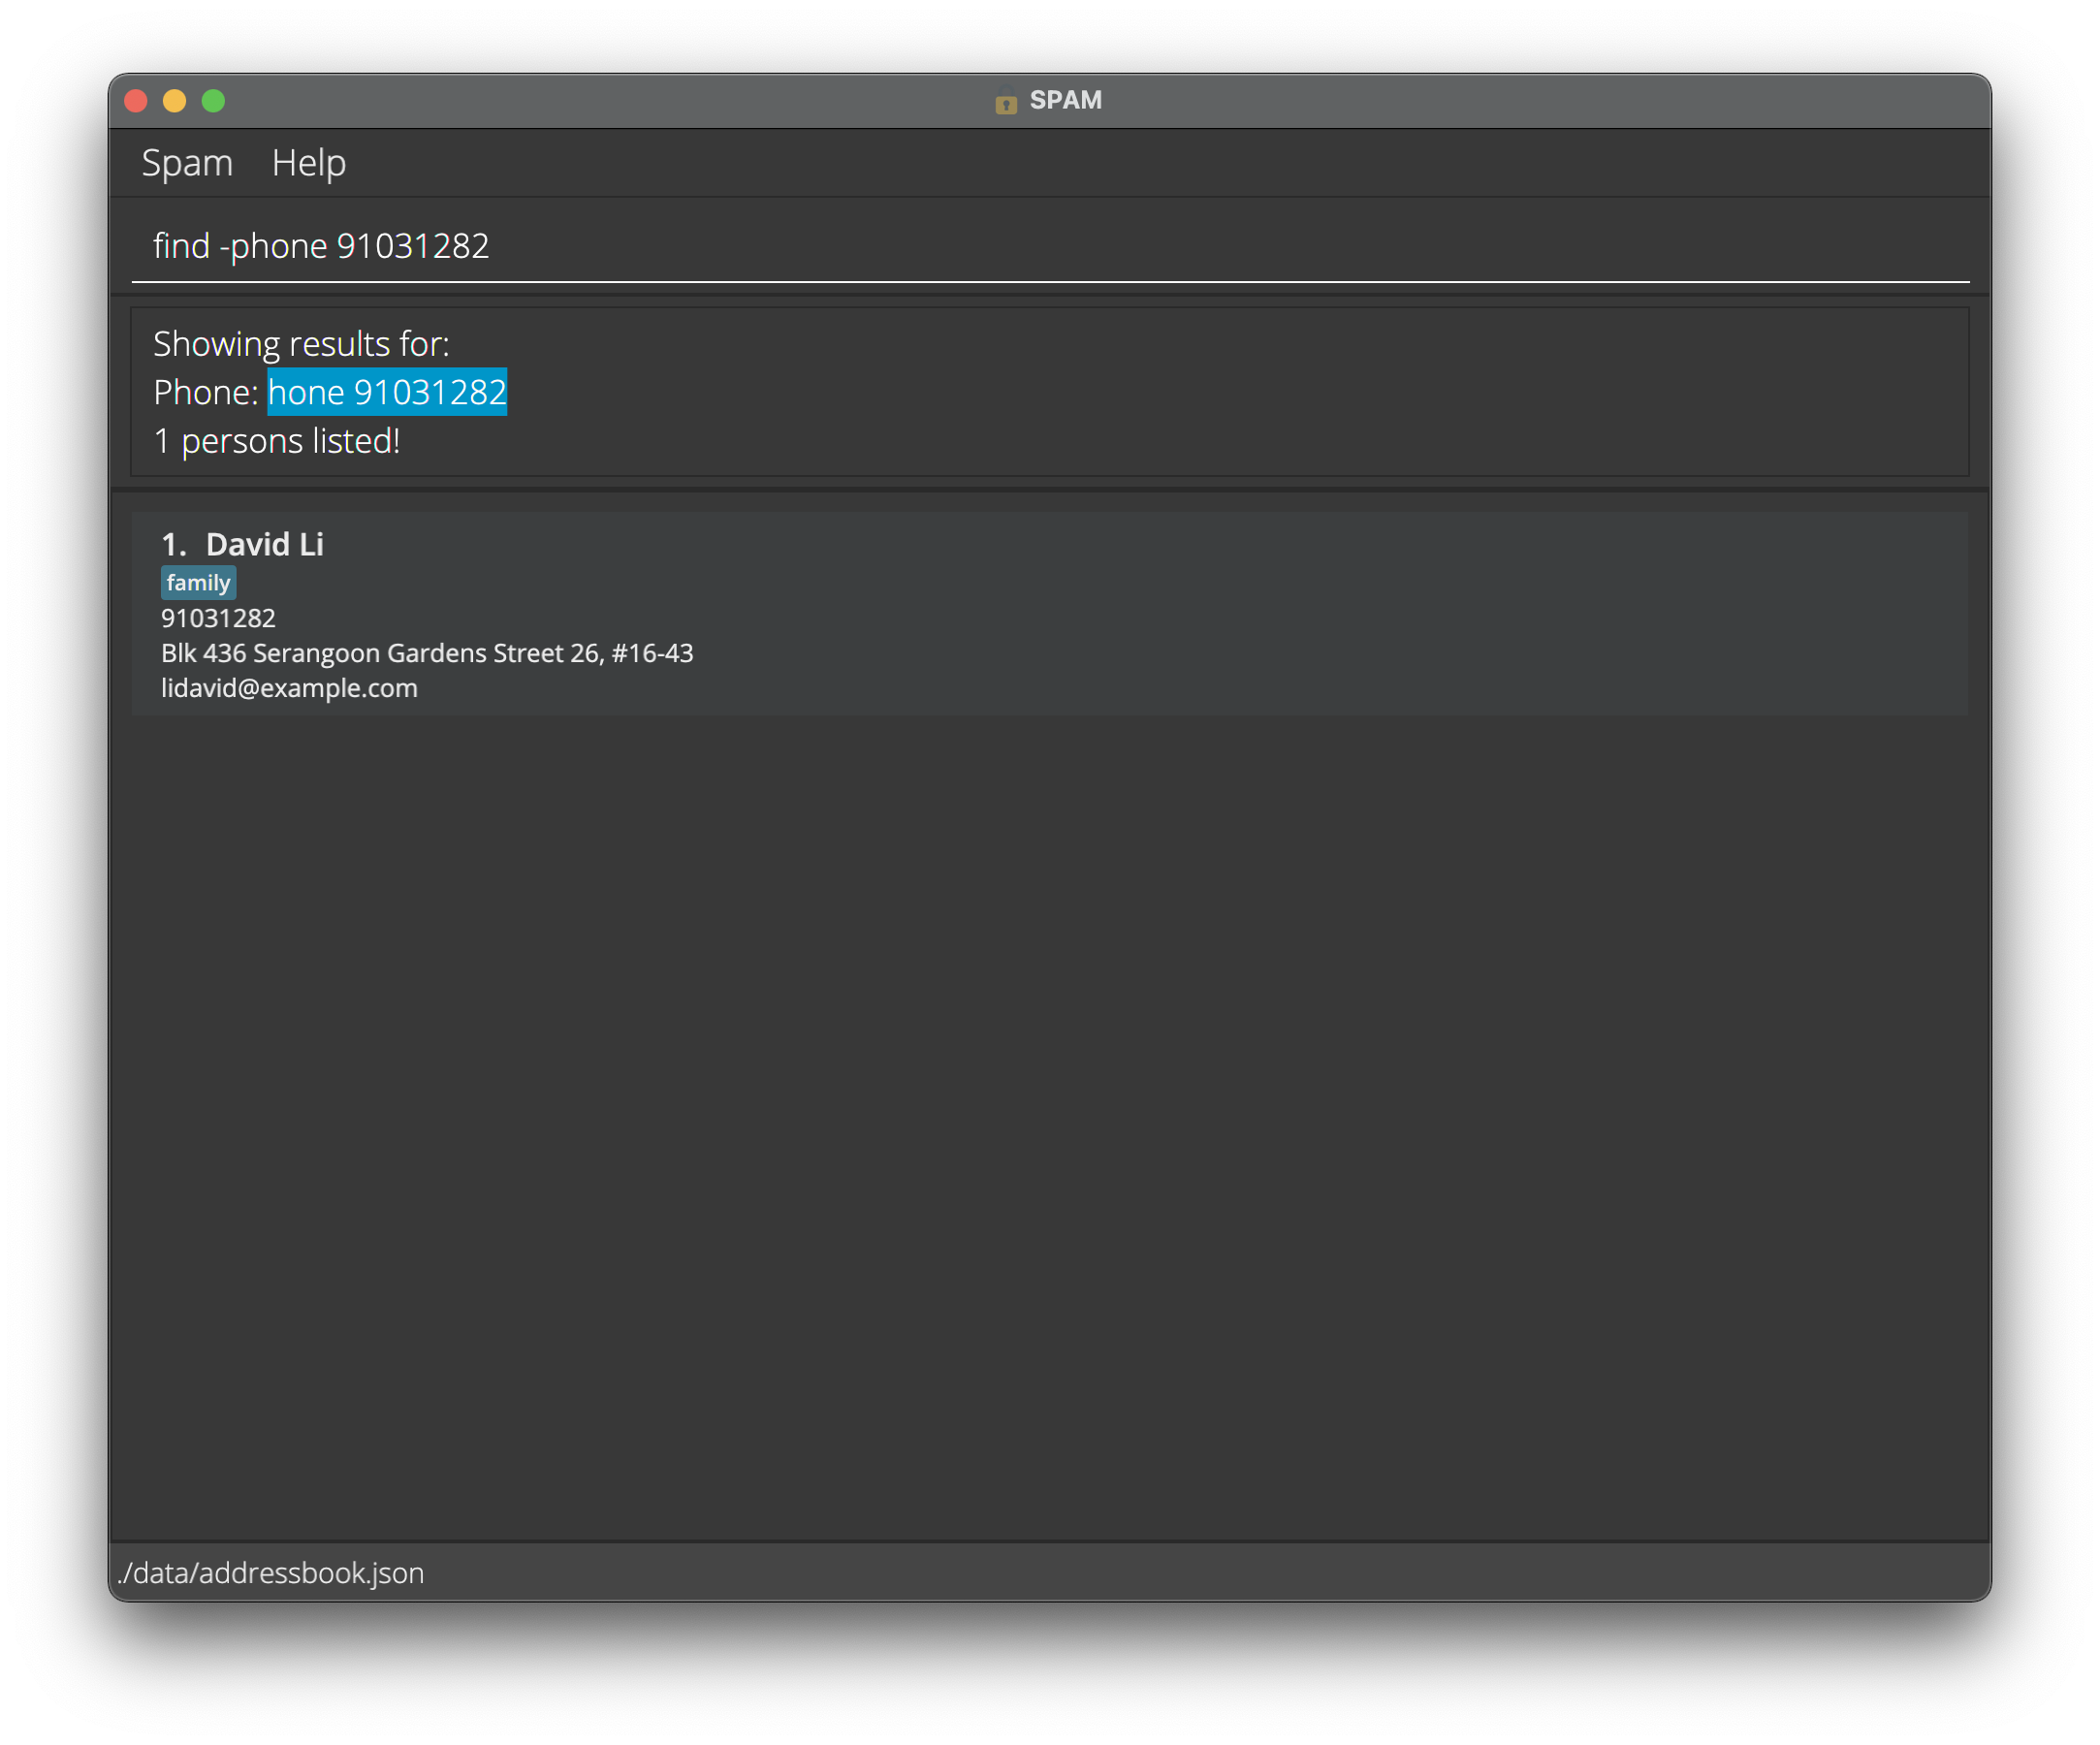 SPAM
Spam Help
find -phone 91031282
Showing results for:
Phone: hone 91031282
1 persons listed!
1. David Li
family
91031282
Blk 436 Serangoon Gardens Street 26, #16-43
lidavid@example.com
./data/addressbook.json